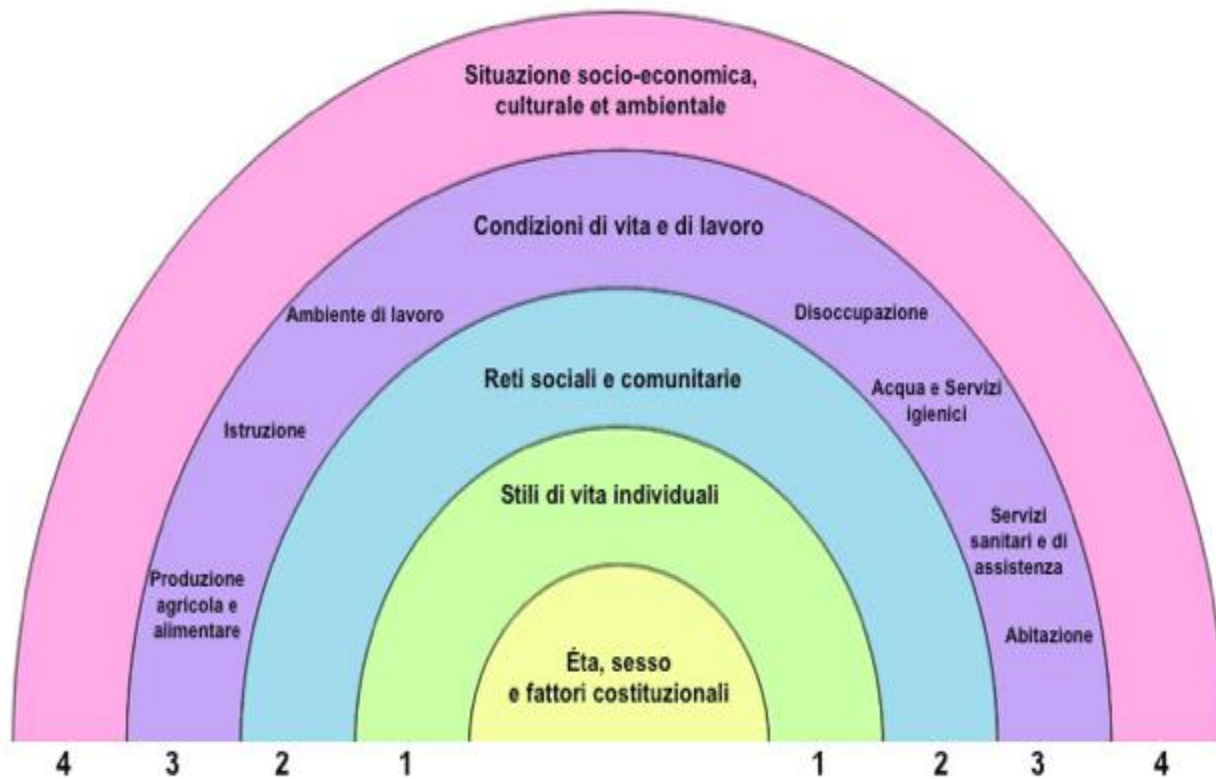 Situazione socio-economica,
culturale et ambientale
Condizioni di vita e di lavoro
Ambiente di lavoro
Disoccupazione
Reti sociali e comunitarie
Acqua e Servizi
igienici
Istruzione
Stili di vita individuali
Servizi
sanitari e di
assistenza
Produzione
agricola e
alimentare
Abitazione
Éta, sesso
e fattori costituzionali
4 3 2 1 1 2 3 4